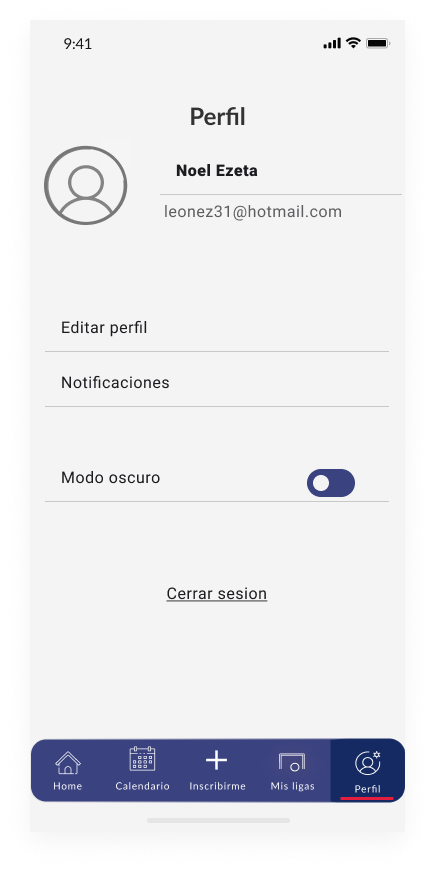 9:41
Perfil
Noel Ezeta
leonez31@hotmail.com
Editar perfil
Notificaciones
Modo oscuro
Cerrar sesion
Home Calendario Inscribirme Mis ligas Perfil